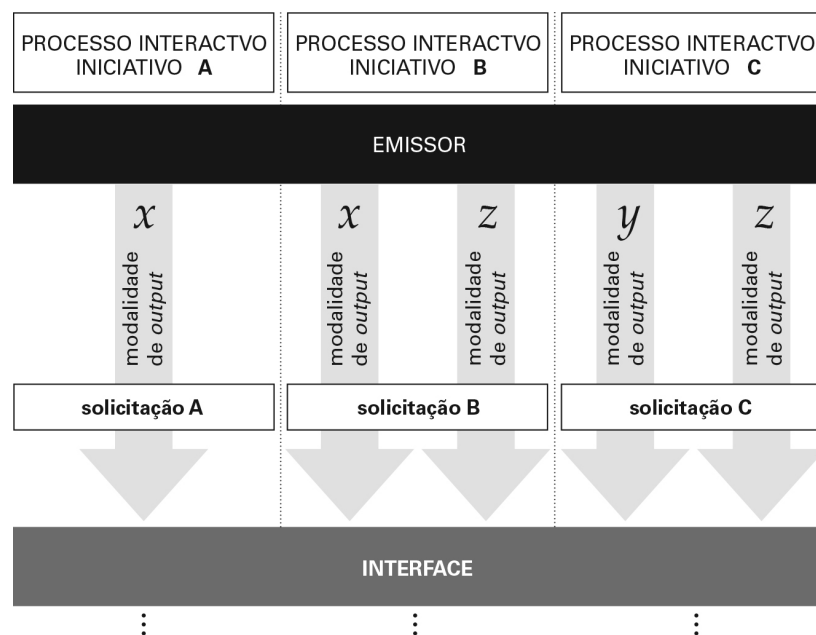 PROCESSO INTERACTVO
INICIATIVO A
PROCESSO INTERACTVO
INICIATIVO B
PROCESSO INTERACTVO
INICIATIVO C
EMISSOR
x
modalidade
de output
x
modalidade
de output
z
modalidade
de output
y
modalidade
de output
z
modalidade
de output
solicitação A
solicitação B
solicitação C
INTERFACE